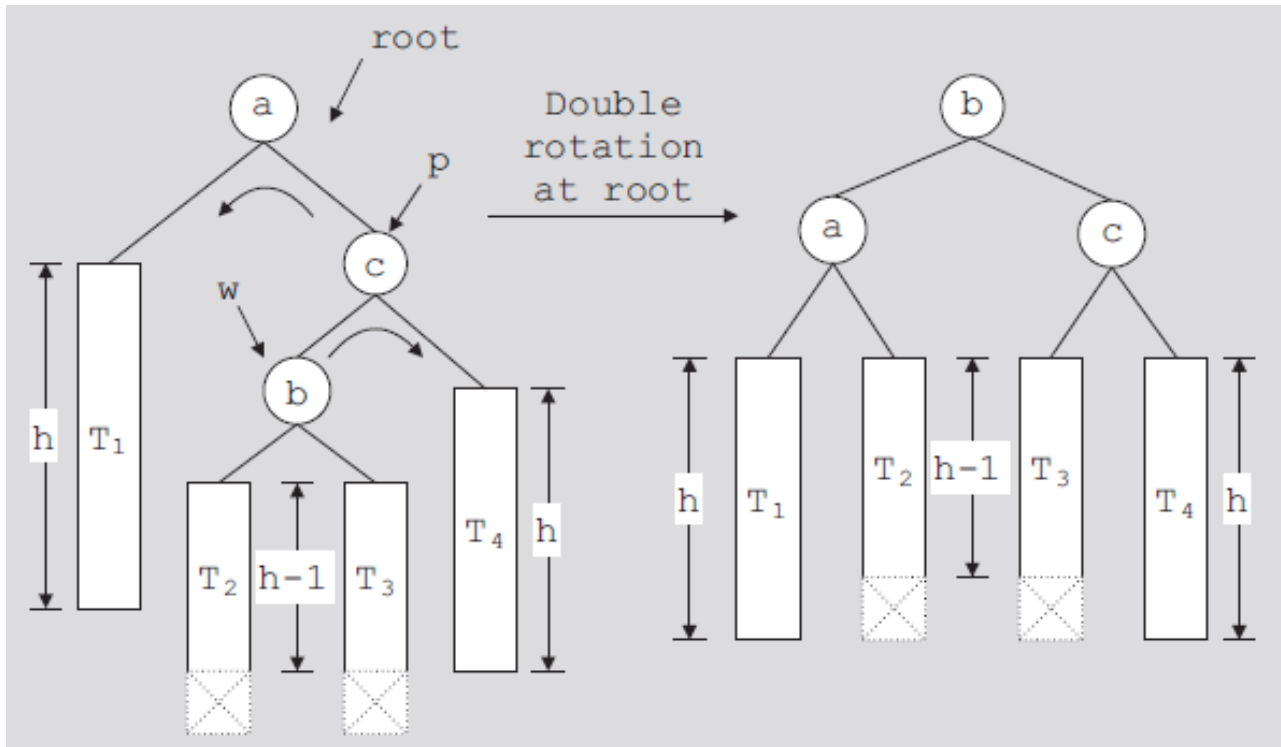 root
a
Double
rotation
at root
b
p
a
c
c
w
b
h
T₁
T₂
h-1
T₃
T₄
h
h
T₁
T₂
h-1
T₃
T₄
h